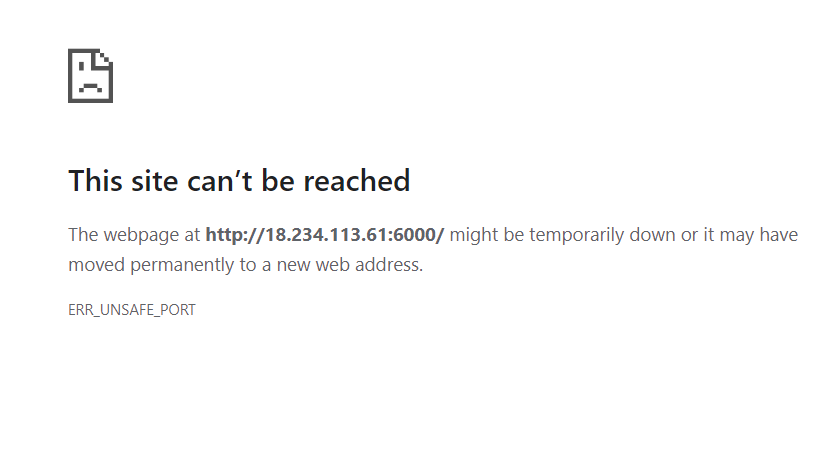 This site can’t be reached
The webpage at http://18.234.113.61:6000/ might be temporarily down or it may have
moved permanently to a new web address.
ERR_UNSAFE_PORT